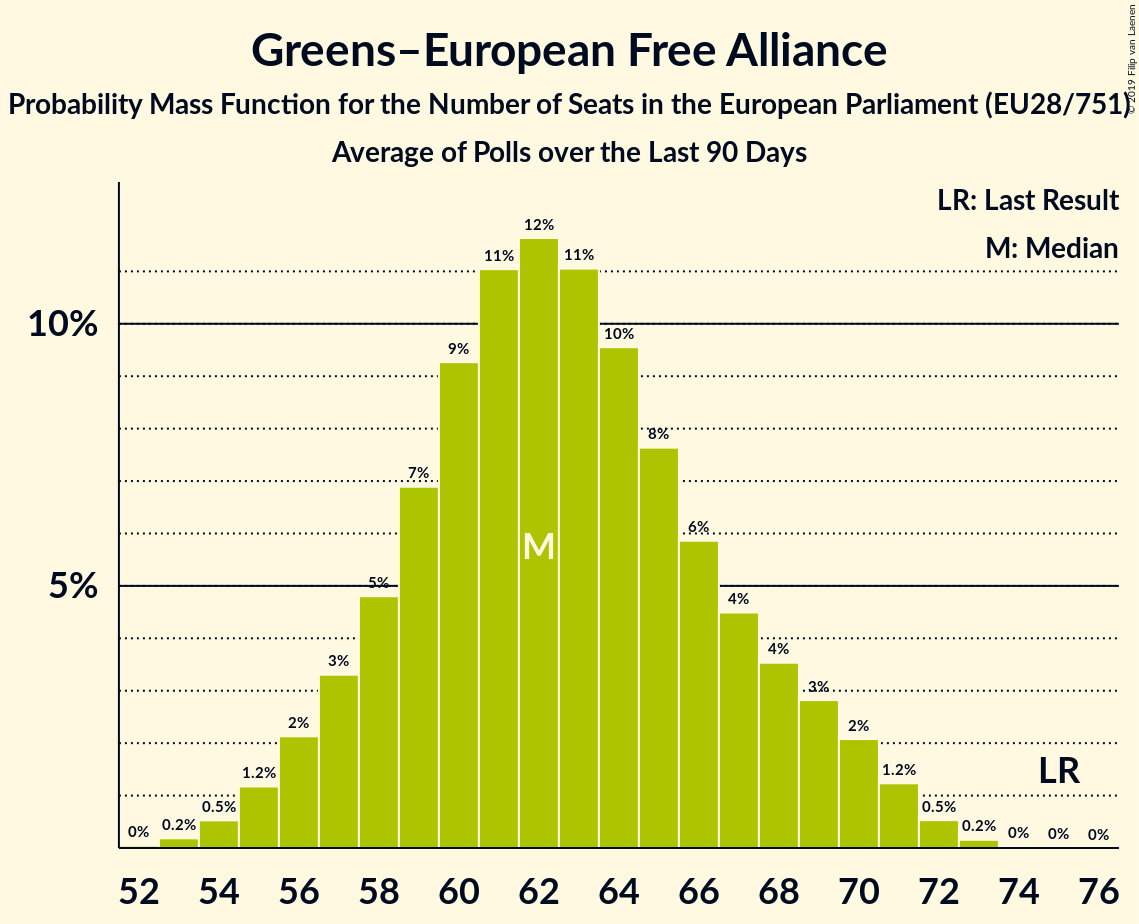 Greens–European Free Alliance
Probability Mass Function for the Number of Seats in the European Parliament (EU28/751)
Average of Polls over the Last 90 Days
© 2019 Filip van Laenen
LR: Last Result
M: Median
12%
11% 11%
10%
10%
9%
8%
7%
6%
M
5%
5%
4%
4%
3% 3%
2% 2%
LR
1.2% 1.2%
0.5% 0.5%
0% 0.2% 0.2% 0% 0% 0%
52 54 56 58 60 62 64 66 68 70 72 74 76